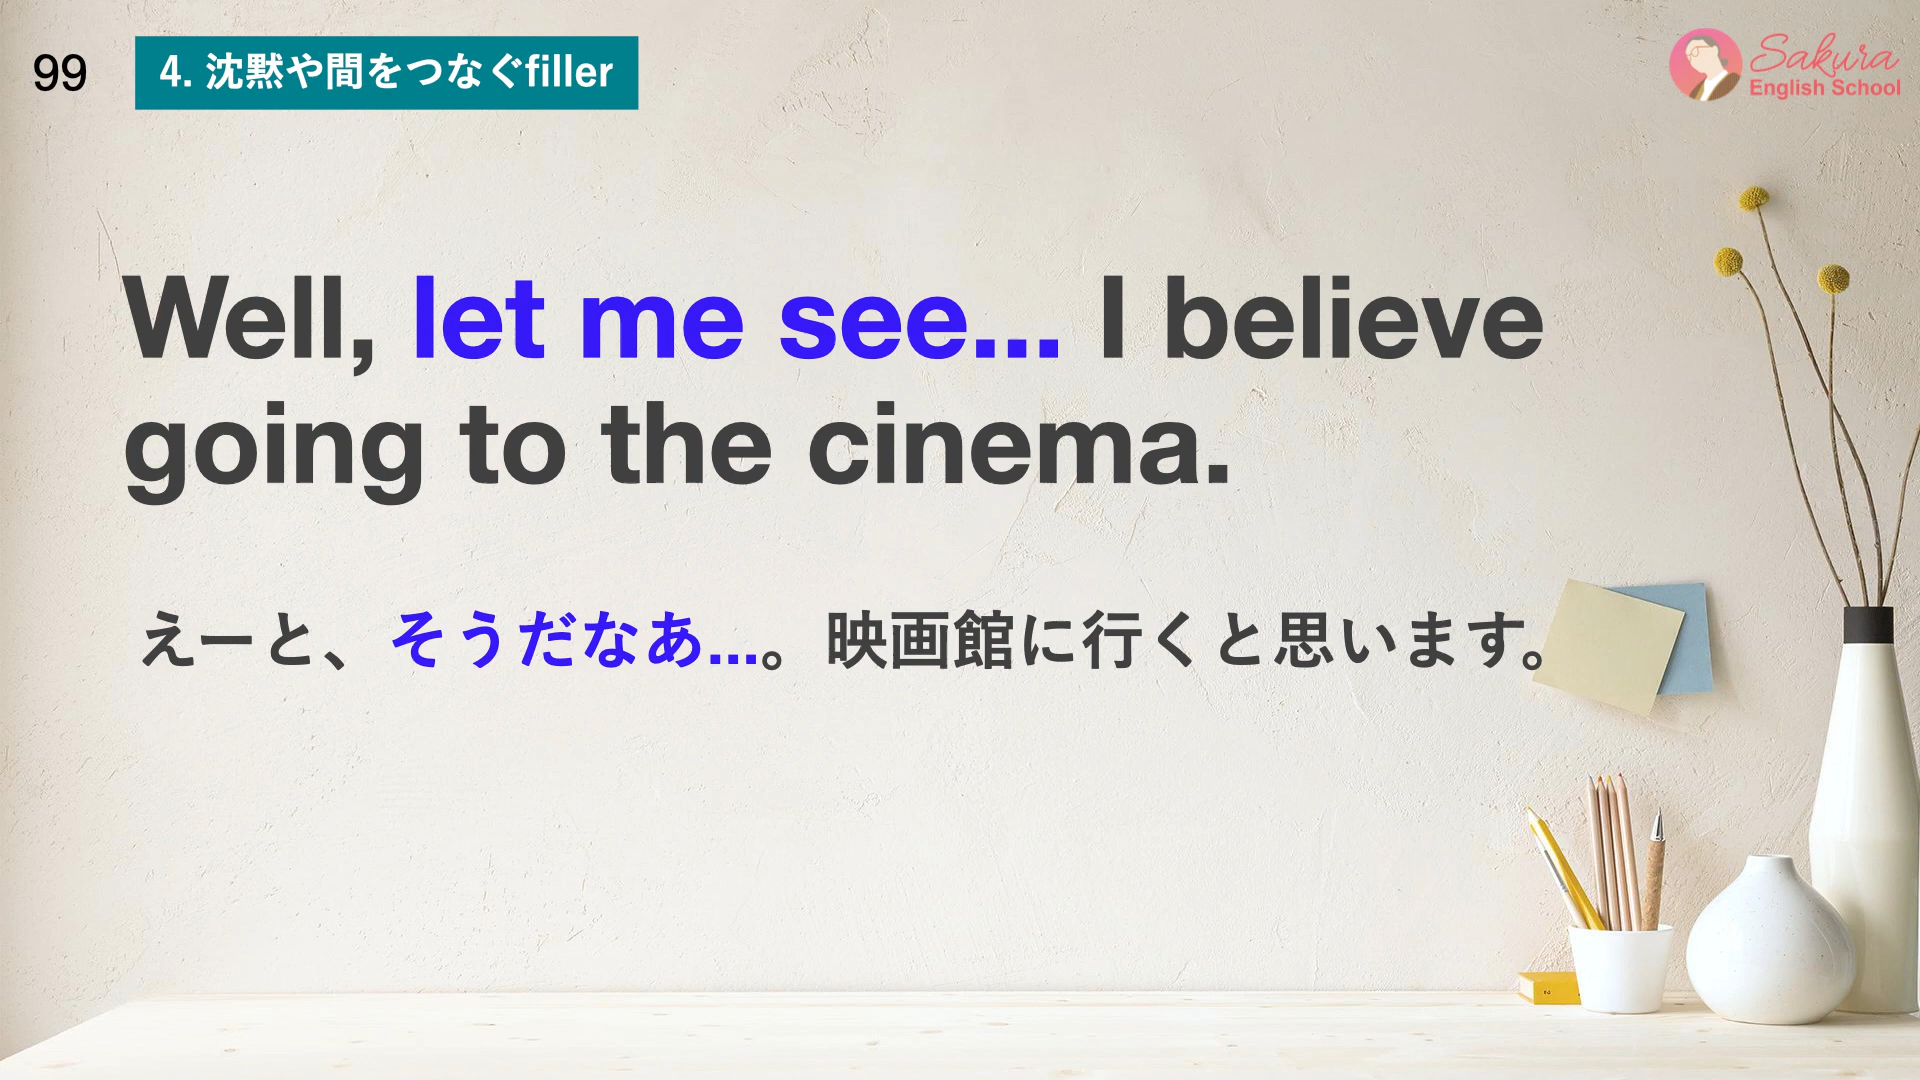 99
4. 沈黙や間をつなぐfiller
Sakura
English School
Well, let me see... I believe
going to the cinema.
えーと、そうだなあ...。映画館に行くと思います。